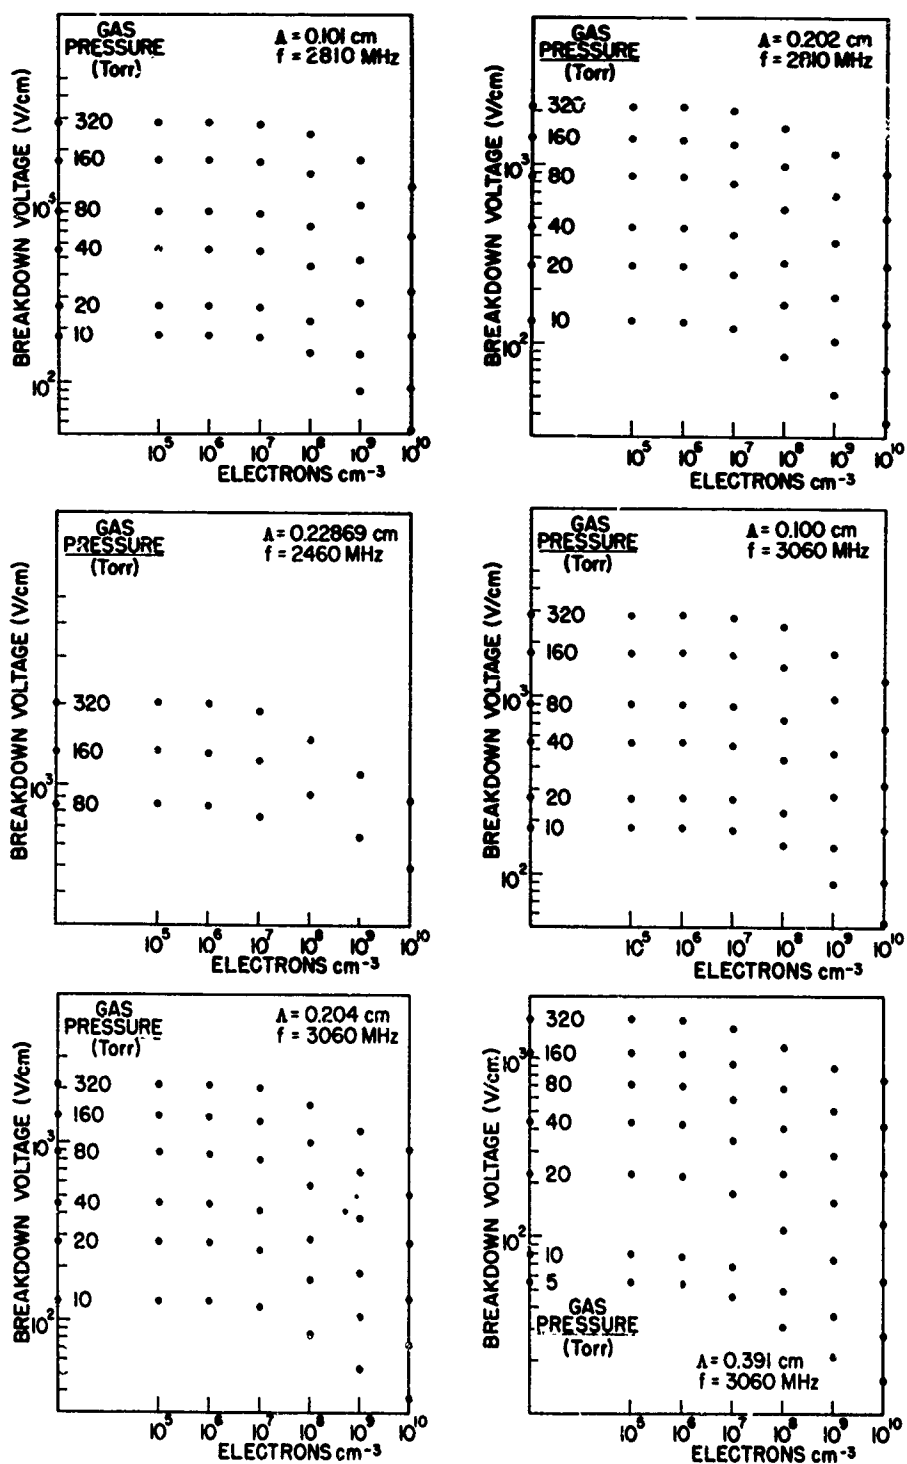 GAS
PRESSURE
(Torr)
Λ = 0.101 cm
f = 2810 MHz
BREAKDOWN VOLTAGE (V/cm)
320
160
10³
80
40
20
10
10²
10⁵ 10⁶ 10⁷ 10⁸ 10⁹ 10¹⁰
ELECTRONS cm⁻³
GAS
PRESSURE
(Torr)
Λ = 0.202 cm
f = 2810 MHz
BREAKDOWN VOLTAGE (V/cm)
320
160
10³
80
40
20
10
10²
10⁵ 10⁶ 10⁷ 10⁸ 10⁹ 10¹⁰
ELECTRONS cm⁻³
GAS
PRESSURE
(Torr)
Λ = 0.22869 cm
f = 2460 MHz
BREAKDOWN VOLTAGE (V/cm)
320
160
10³
80
10⁵ 10⁶ 10⁷ 10⁸ 10⁹ 10¹⁰
ELECTRONS cm⁻³
GAS
PRESSURE
(Torr)
Λ = 0.100 cm
f = 3060 MHz
BREAKDOWN VOLTAGE (V/cm)
320
160
10³
80
40
20
10
10²
10⁵ 10⁶ 10⁷ 10⁸ 10⁹ 10¹⁰
ELECTRONS cm⁻³
GAS
PRESSURE
(Torr)
Λ = 0.204 cm
f = 3060 MHz
BREAKDOWN VOLTAGE (V/cm)
320
160
10³
80
40
20
10
10²
10⁵ 10⁶ 10⁷ 10⁸ 10⁹ 10¹⁰
ELECTRONS cm⁻³
BREAKDOWN VOLTAGE (V/cm)
320
10³
160
80
40
20
10²
10
5
GAS
PRESSURE
(Torr)
Λ = 0.391 cm
f = 3060 MHz
10⁵ 10⁶ 10⁷ 10⁸ 10⁹ 10¹⁰
ELECTRONS cm⁻³